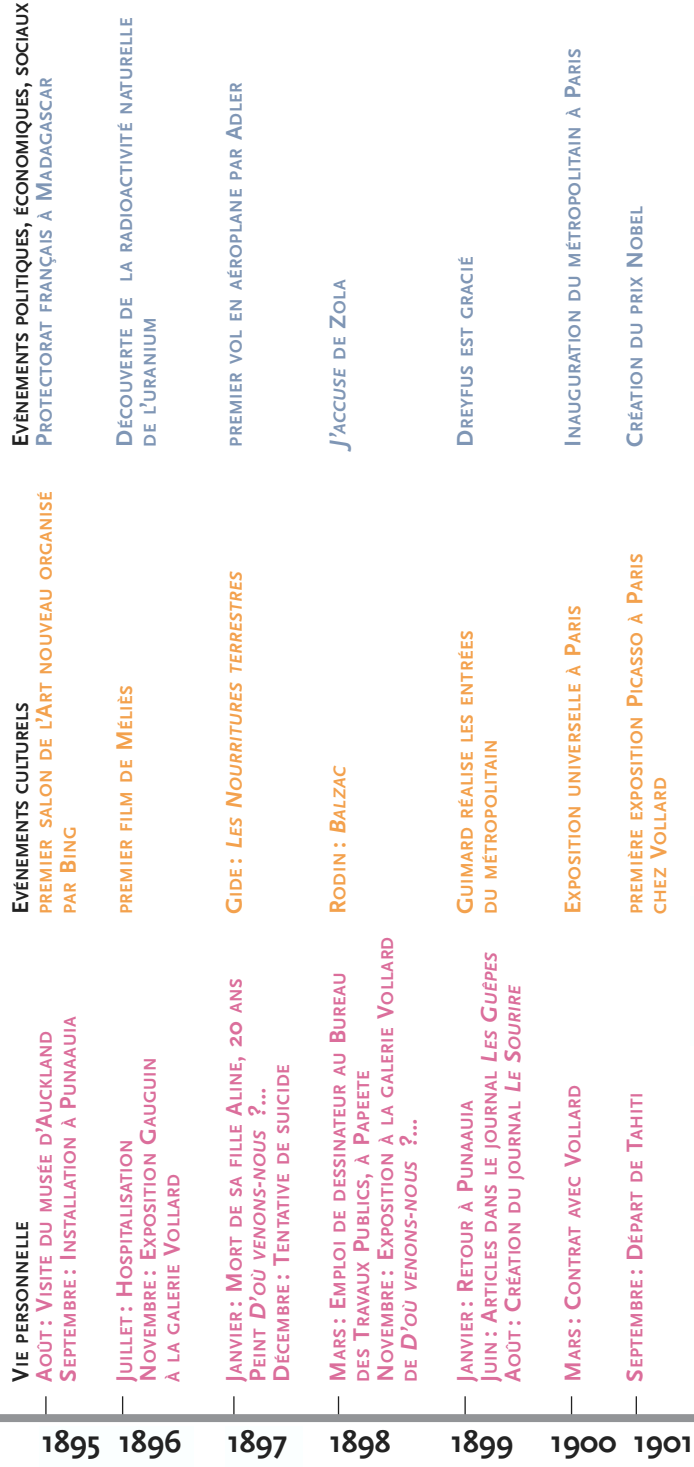 Vie personnelle
Août : Visite du musée d'Auckland
Septembre : Installation à Punaauia
Juillet : Hospitalisation
Novembre : Exposition Gauguin
à la galerie Vollard
Janvier : Mort de sa fille Aline, 20 ans
Peint D'où venons-nous ?...
Décembre : Tentative de suicide
Mars : Emploi de dessinateur au Bureau
des Travaux Publics, à Papeete
Novembre : Exposition à la galerie Vollard
de D'où venons-nous ?...
Janvier : Retour à Punaauia
Juin : Articles dans le journal Les Guêpes
Août : Création du journal Le Sourire
Mars : Contrat avec Vollard
Septembre : Départ de Tahiti
Evénements culturels
premier salon de l'Art nouveau organisé
par Bing
premier film de Méliès
Gide : Les Nourritures terrestres
Rodin : Balzac
Guimard réalise les entrées
du métropolitain
Exposition universelle à Paris
première exposition Picasso à Paris
chez Vollard
Evènements politiques, économiques, sociaux
Protectorat français à Madagascar
Découverte de la radioactivité naturelle
de l'uranium
premier vol en aéroplane par Adler
J'accuse de Zola
Dreyfus est gracié
Inauguration du métropolitain à Paris
Création du prix Nobel
1895
1896
1897
1898
1899
1900
1901